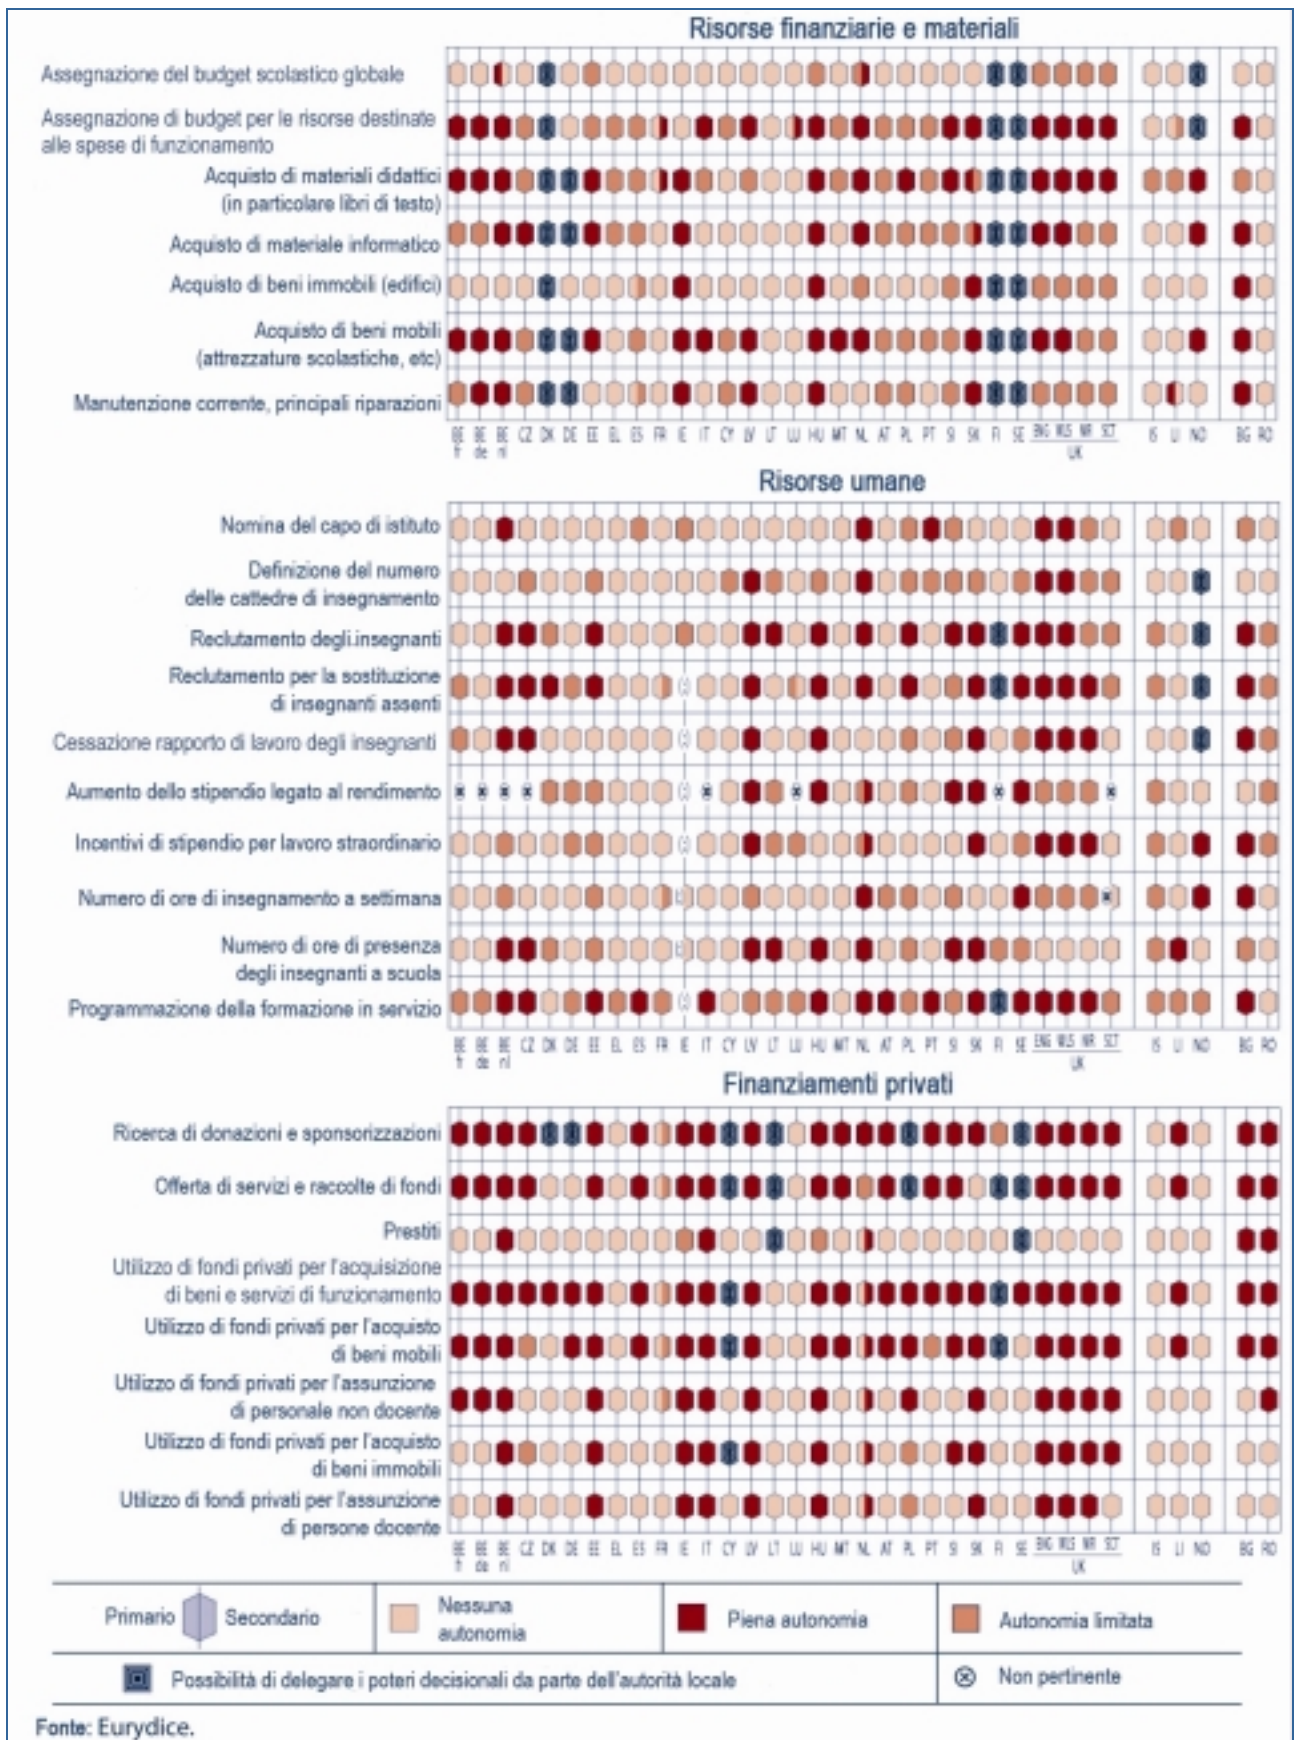 Risorse finanziarie e materiali
Assegnazione del budget scolastico globale
Assegnazione di budget per le risorse destinate
alle spese di funzionamento
Acquisto di materiali didattici
(in particolare libri di testo)
Acquisto di materiale informatico
Acquisto di beni immobili (edifici)
Acquisto di beni mobili
(attrezzature scolastiche, etc)
Manutenzione corrente, principali riparazioni
BE BE BE CZ DK DE EE EL ES FR IE IT CY LV LT LU HU MT NL AT PL PT SI SK FI SE ENG WLS NIR SCT IS LI NO BG RO
fr de nl UK
Risorse umane
Nomina del capo di istituto
Definizione del numero
delle cattedre di insegnamento
Reclutamento degli.insegnanti
Reclutamento per la sostituzione
di insegnanti assenti
Cessazione rapporto di lavoro degli insegnanti
Aumento dello stipendio legato al rendimento
Incentivi di stipendio per lavoro straordinario
Numero di ore di insegnamento a settimana
Numero di ore di presenza
degli insegnanti a scuola
Programmazione della formazione in servizio
BE BE BE CZ DK DE EE EL ES FR IE IT CY LV LT LU HU MT NL AT PL PT SI SK FI SE ENG WLS NIR SCT IS LI NO BG RO
fr de nl UK
Finanziamenti privati
Ricerca di donazioni e sponsorizzazioni
Offerta di servizi e raccolte di fondi
Prestiti
Utilizzo di fondi privati per l'acquisizione
di beni e servizi di funzionamento
Utilizzo di fondi privati per l'acquisto
di beni mobili
Utilizzo di fondi privati per l'assunzione
di personale non docente
Utilizzo di fondi privati per l'acquisto
di beni immobili
Utilizzo di fondi privati per l'assunzione
di persone docente
BE BE BE CZ DK DE EE EL ES FR IE IT CY LV LT LU HU MT NL AT PL PT SI SK FI SE ENG WLS NIR SCT IS LI NO BG RO
fr de nl UK
Primario Secondario Nessuna
autonomia Piena autonomia Autonomia limitata
Possibilità di delegare i poteri decisionali da parte dell'autorità locale Non pertinente
Fonte: Eurydice.